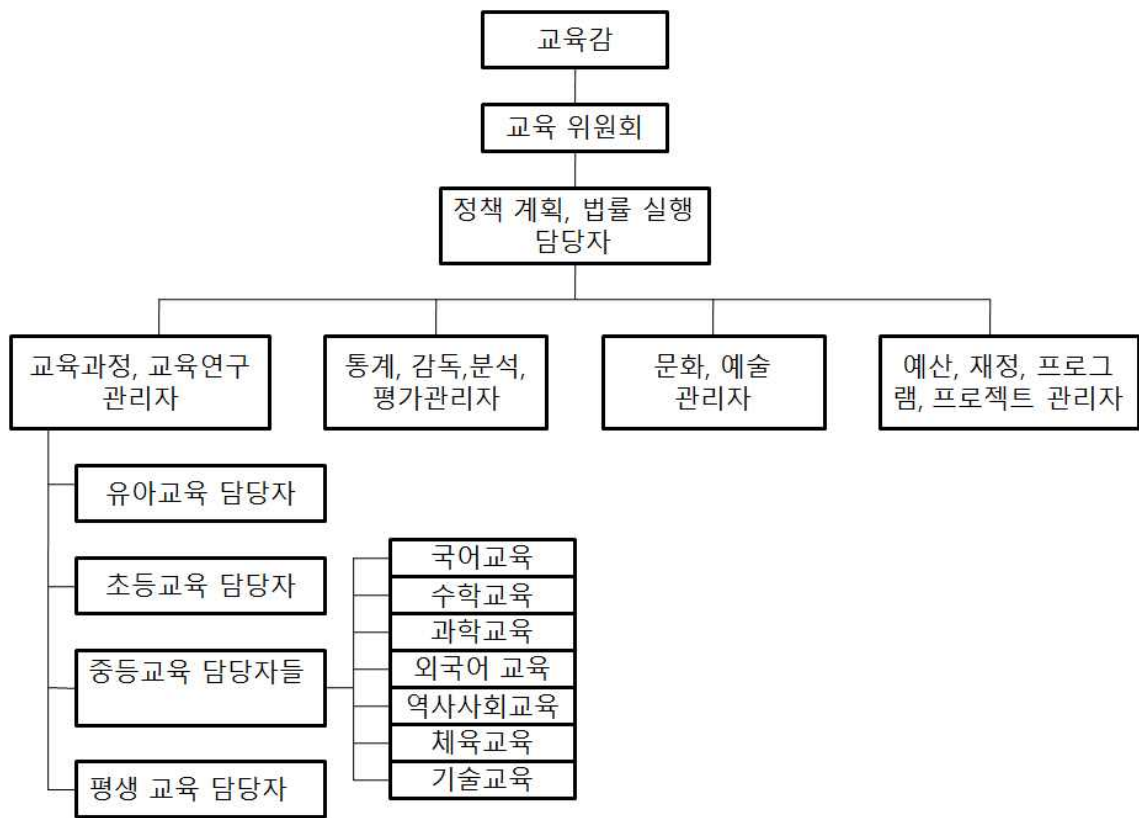 교육감
교육 위원회
정책 계획, 법률 실행
담당자
교육과정, 교육연구
관리자
통계, 감독,분석,
평가관리자
문화, 예술
관리자
예산, 재정, 프로그
램, 프로젝트 관리자
유아교육 담당자
초등교육 담당자
중등교육 담당자들
평생 교육 담당자
국어교육
수학교육
과학교육
외국어 교육
역사사회교육
체육교육
기술교육